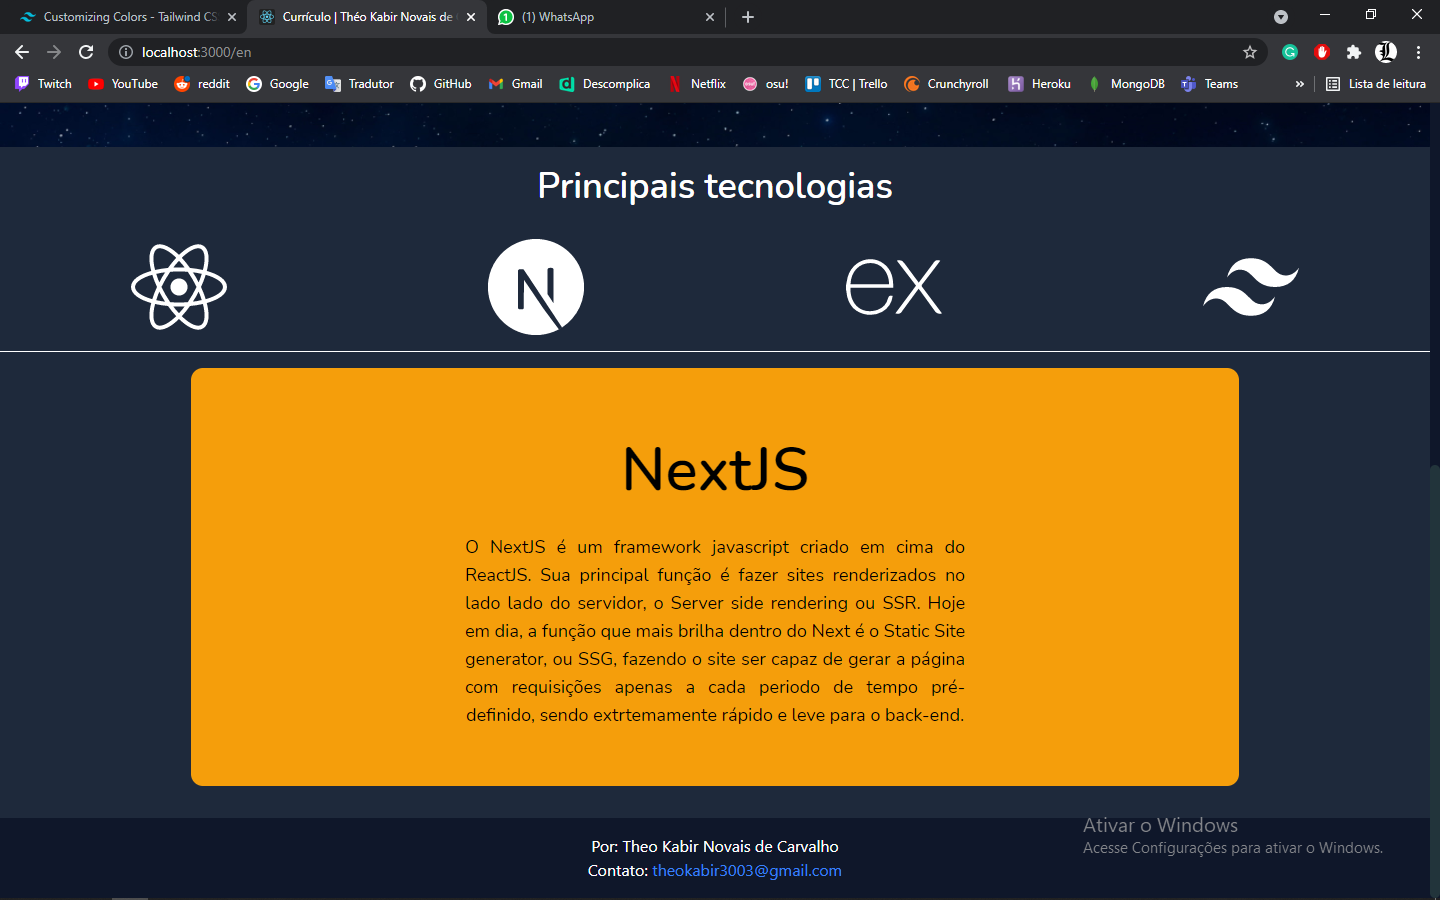 Customizing Colors - Tailwind CS
Currículo | Théo Kabir Novais de
(1) WhatsApp
localhost:3000/en
Twitch YouTube reddit Google Tradutor GitHub Gmail Descomplica Netflix osu! TCC | Trello Crunchyroll Heroku MongoDB Teams » Lista de leitura
Principais tecnologias
N
ex
NextJS
O NextJS é um framework javascript criado em cima do
ReactJS. Sua principal função é fazer sites renderizados no
lado lado do servidor, o Server side rendering ou SSR. Hoje
em dia, a função que mais brilha dentro do Next é o Static Site
generator, ou SSG, fazendo o site ser capaz de gerar a página
com requisições apenas a cada periodo de tempo pré-
definido, sendo extrtemamente rápido e leve para o back-end.
Ativar o Windows
Acesse Configurações para ativar o Windows.
Por: Theo Kabir Novais de Carvalho
Contato: theokabir3003@gmail.com